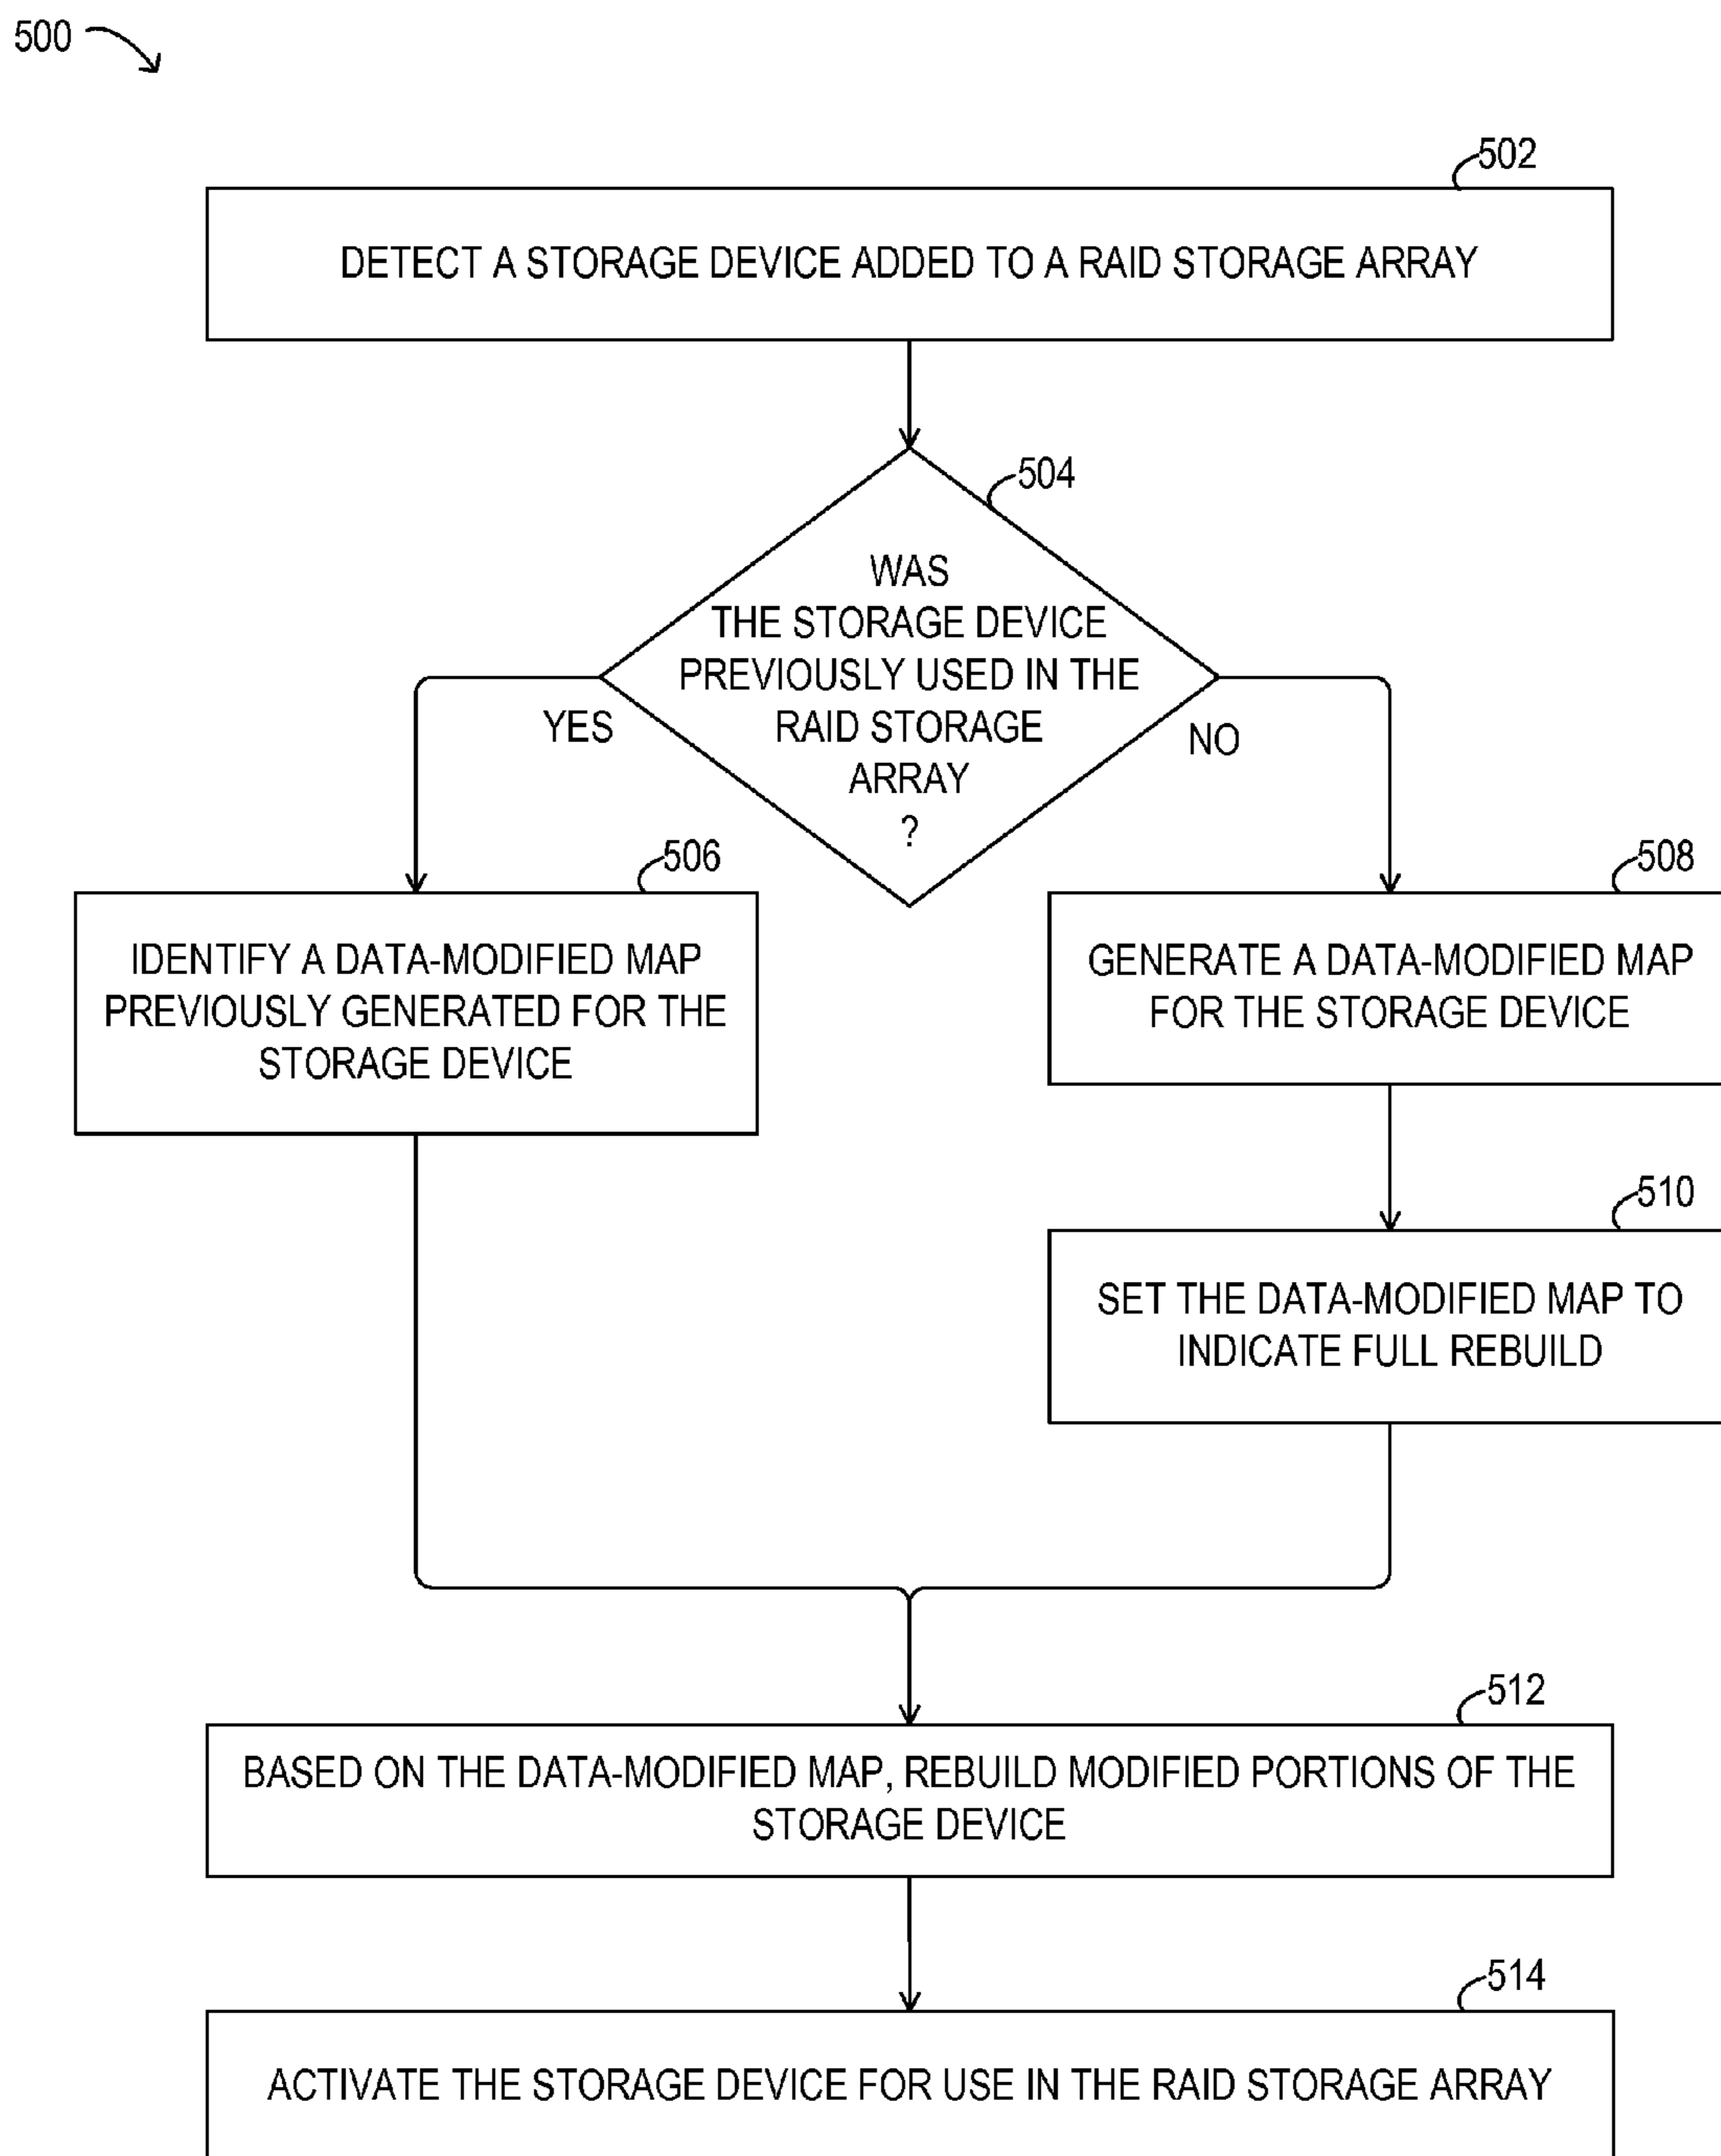 500
502
DETECT A STORAGE DEVICE ADDED TO A RAID STORAGE ARRAY
504
WAS
THE STORAGE DEVICE
PREVIOUSLY USED IN THE
RAID STORAGE
ARRAY
?
YES
NO
506
IDENTIFY A DATA-MODIFIED MAP
PREVIOUSLY GENERATED FOR THE
STORAGE DEVICE
508
GENERATE A DATA-MODIFIED MAP
FOR THE STORAGE DEVICE
510
SET THE DATA-MODIFIED MAP TO
INDICATE FULL REBUILD
512
BASED ON THE DATA-MODIFIED MAP, REBUILD MODIFIED PORTIONS OF THE
STORAGE DEVICE
514
ACTIVATE THE STORAGE DEVICE FOR USE IN THE RAID STORAGE ARRAY